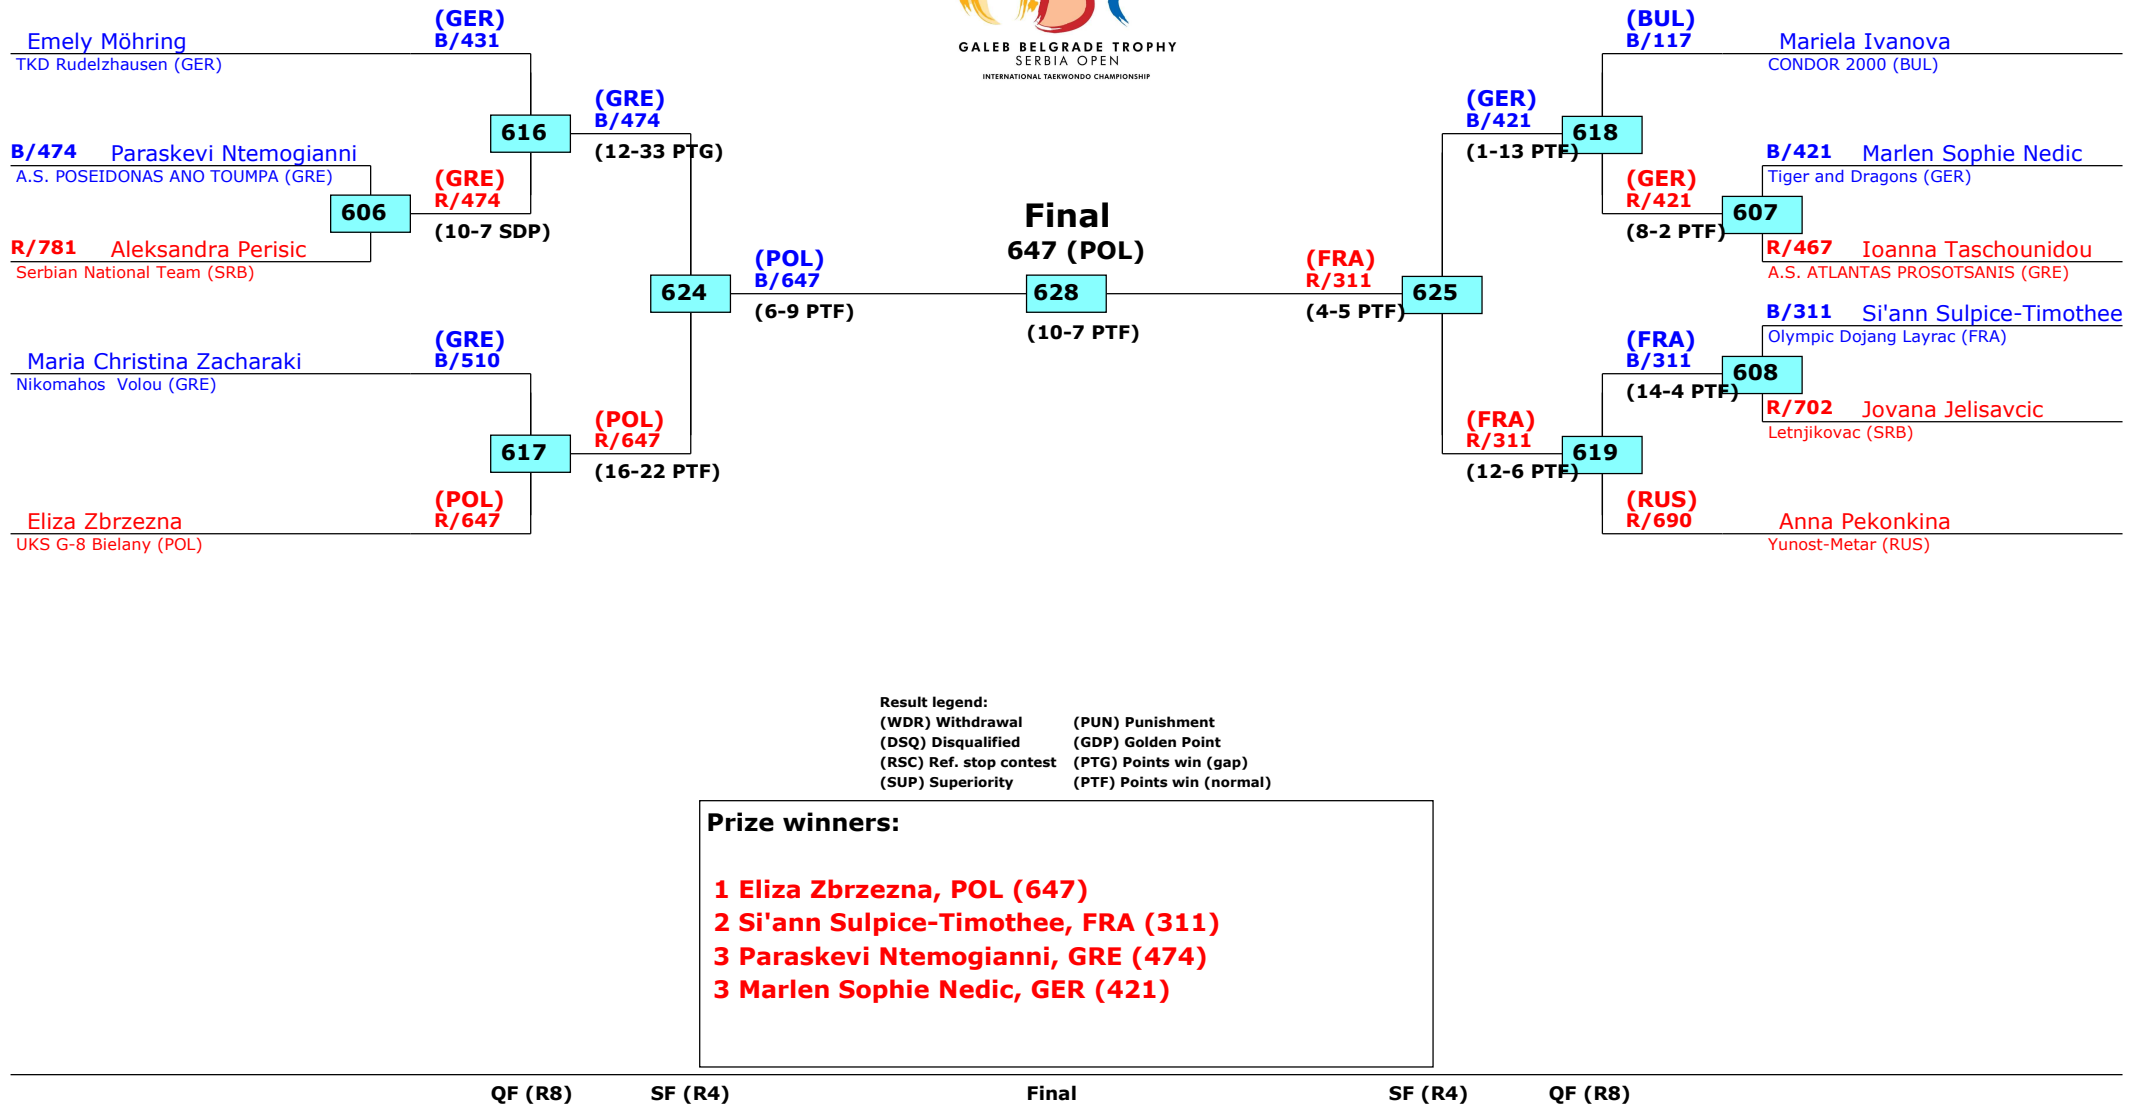 GALEB BELGRADE TROPHY
SERBIA OPEN
INTERNATIONAL TAEKWONDO CHAMPIONSHIP
(GER)
Emely Möhring B/431
TKD Rudelzhausen (GER)
616
(GRE)
B/474
(12-33 PTG)
B/474 Paraskevi Ntemogianni
A.S. POSEIDONAS ANO TOUMPA (GRE)
606
(GRE)
R/474
(10-7 SDP)
R/781 Aleksandra Perisic
Serbian National Team (SRB)
624
(POL)
B/647
(6-9 PTF)
(GRE)
Maria Christina Zacharaki B/510
Nikomahos Volou (GRE)
617
(POL)
R/647
(16-22 PTF)
(POL)
Eliza Zbrzezna R/647
UKS G-8 Bielany (POL)
Final
647 (POL)
628
(10-7 PTF)
(BUL)
B/117 Mariela Ivanova
CONDOR 2000 (BUL)
(GER)
B/421
618
(1-13 PTF)
B/421 Marlen Sophie Nedic
Tiger and Dragons (GER)
(GER)
R/421
607
(8-2 PTF)
R/467 Ioanna Taschounidou
A.S. ATLANTAS PROSOTSANIS (GRE)
(FRA)
R/311
625
(4-5 PTF)
B/311 Si'ann Sulpice-Timothee
Olympic Dojang Layrac (FRA)
(FRA)
B/311
608
(14-4 PTF)
R/702 Jovana Jelisavcic
Letnjikovac (SRB)
(FRA)
R/311
619
(12-6 PTF)
(RUS)
R/690 Anna Pekonkina
Yunost-Metar (RUS)
Result legend:
(WDR) Withdrawal (PUN) Punishment
(DSQ) Disqualified (GDP) Golden Point
(RSC) Ref. stop contest (PTG) Points win (gap)
(SUP) Superiority (PTF) Points win (normal)
Prize winners:
1 Eliza Zbrzezna, POL (647)
2 Si'ann Sulpice-Timothee, FRA (311)
3 Paraskevi Ntemogianni, GRE (474)
3 Marlen Sophie Nedic, GER (421)
QF (R8) SF (R4) Final SF (R4) QF (R8)